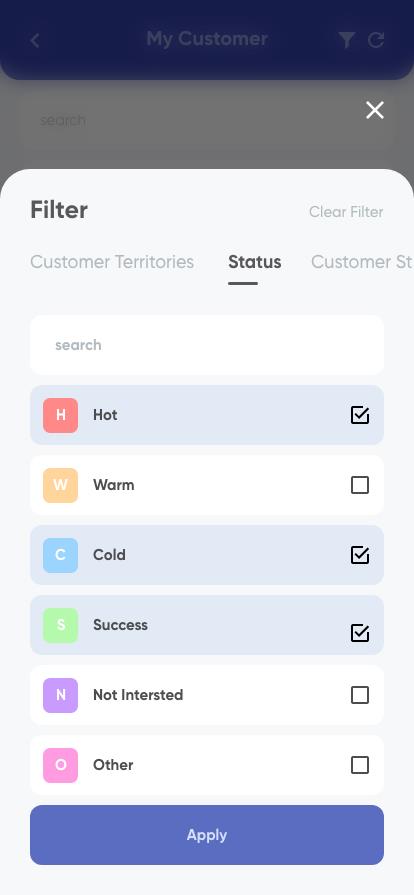 My Customer
search
Filter
Clear Filter
Customer Territories Status Customer St
search
H Hot
W Warm
C Cold
S Success
N Not Intersted
O Other
Apply